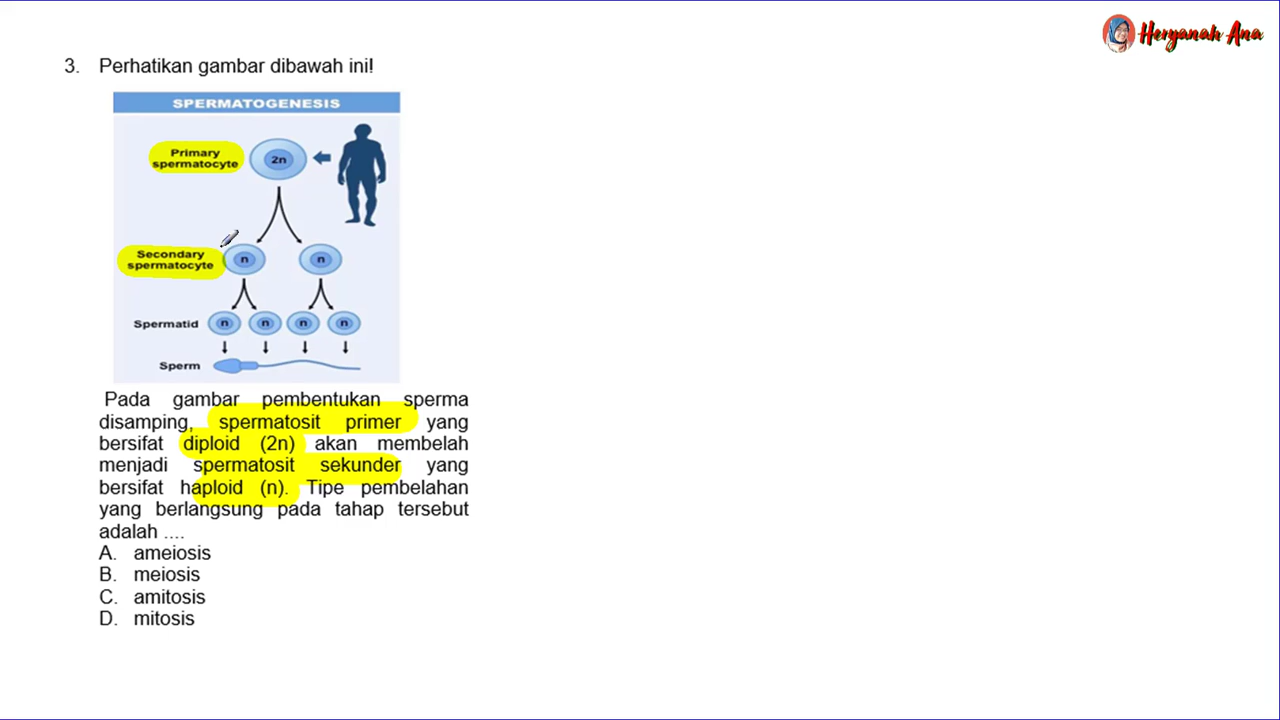 Heryanah Ana
3. Perhatikan gambar dibawah ini!
SPERMATOGENESIS
Primary
spermatocyte
2n
Secondary
spermatocyte
n n
Spermatid n n n n
Sperm
Pada gambar pembentukan sperma
disamping, spermatosit primer yang
bersifat diploid (2n) akan membelah
menjadi spermatosit sekunder yang
bersifat haploid (n). Tipe pembelahan
yang berlangsung pada tahap tersebut
adalah ....
A. ameiosis
B. meiosis
C. amitosis
D. mitosis